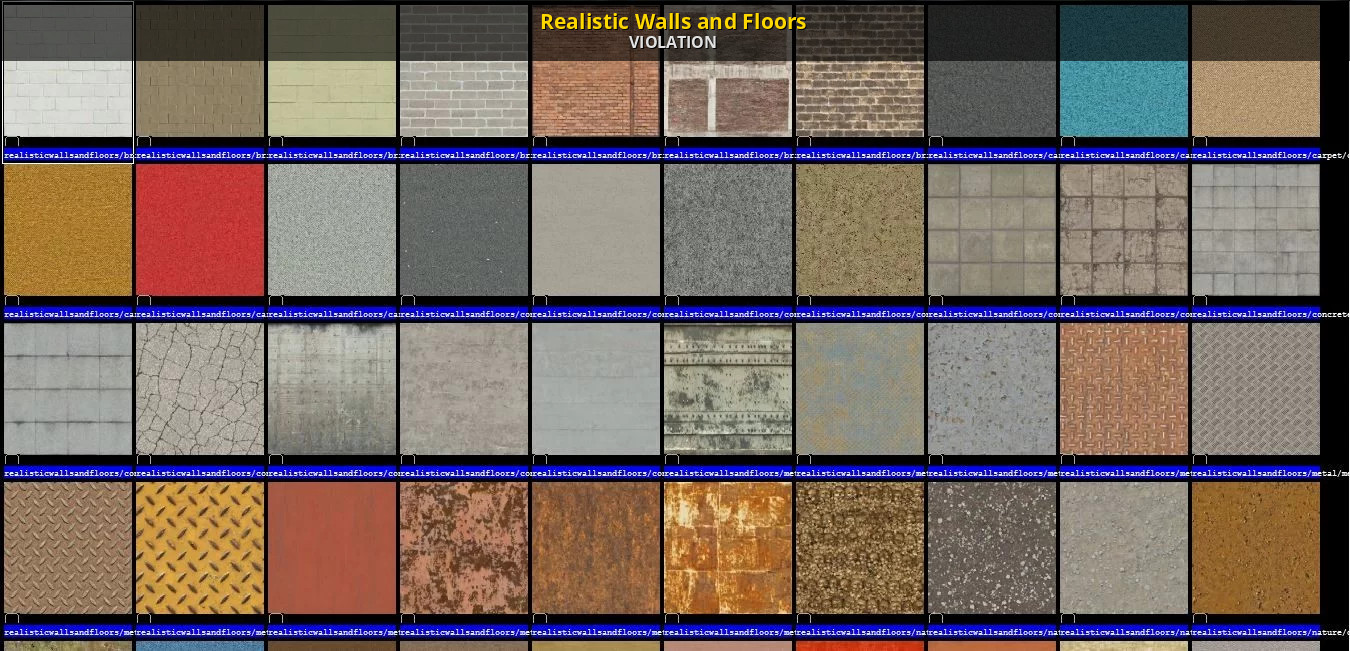 Realistic Walls and Floors
VIOLATION
realisticwallsandfloors/br realisticwallsandfloors/br realisticwallsandfloors/br realisticwallsandfloors/br realisticwallsandfloors/br realisticwallsandfloors/br realisticwallsandfloors/br realisticwallsandfloors/ca realisticwallsandfloors/ca realisticwallsandfloors/carpet/c
realisticwallsandfloors/ca realisticwallsandfloors/ca realisticwallsandfloors/ca realisticwallsandfloors/co realisticwallsandfloors/co realisticwallsandfloors/co realisticwallsandfloors/co realisticwallsandfloors/co realisticwallsandfloors/co realisticwallsandfloors/concrete
realisticwallsandfloors/co realisticwallsandfloors/co realisticwallsandfloors/co realisticwallsandfloors/co realisticwallsandfloors/co realisticwallsandfloors/me realisticwallsandfloors/me realisticwallsandfloors/me realisticwallsandfloors/me realisticwallsandfloors/metal/me
realisticwallsandfloors/me realisticwallsandfloors/me realisticwallsandfloors/me realisticwallsandfloors/me realisticwallsandfloors/me realisticwallsandfloors/me realisticwallsandfloors/na realisticwallsandfloors/na realisticwallsandfloors/na realisticwallsandfloors/nature/c